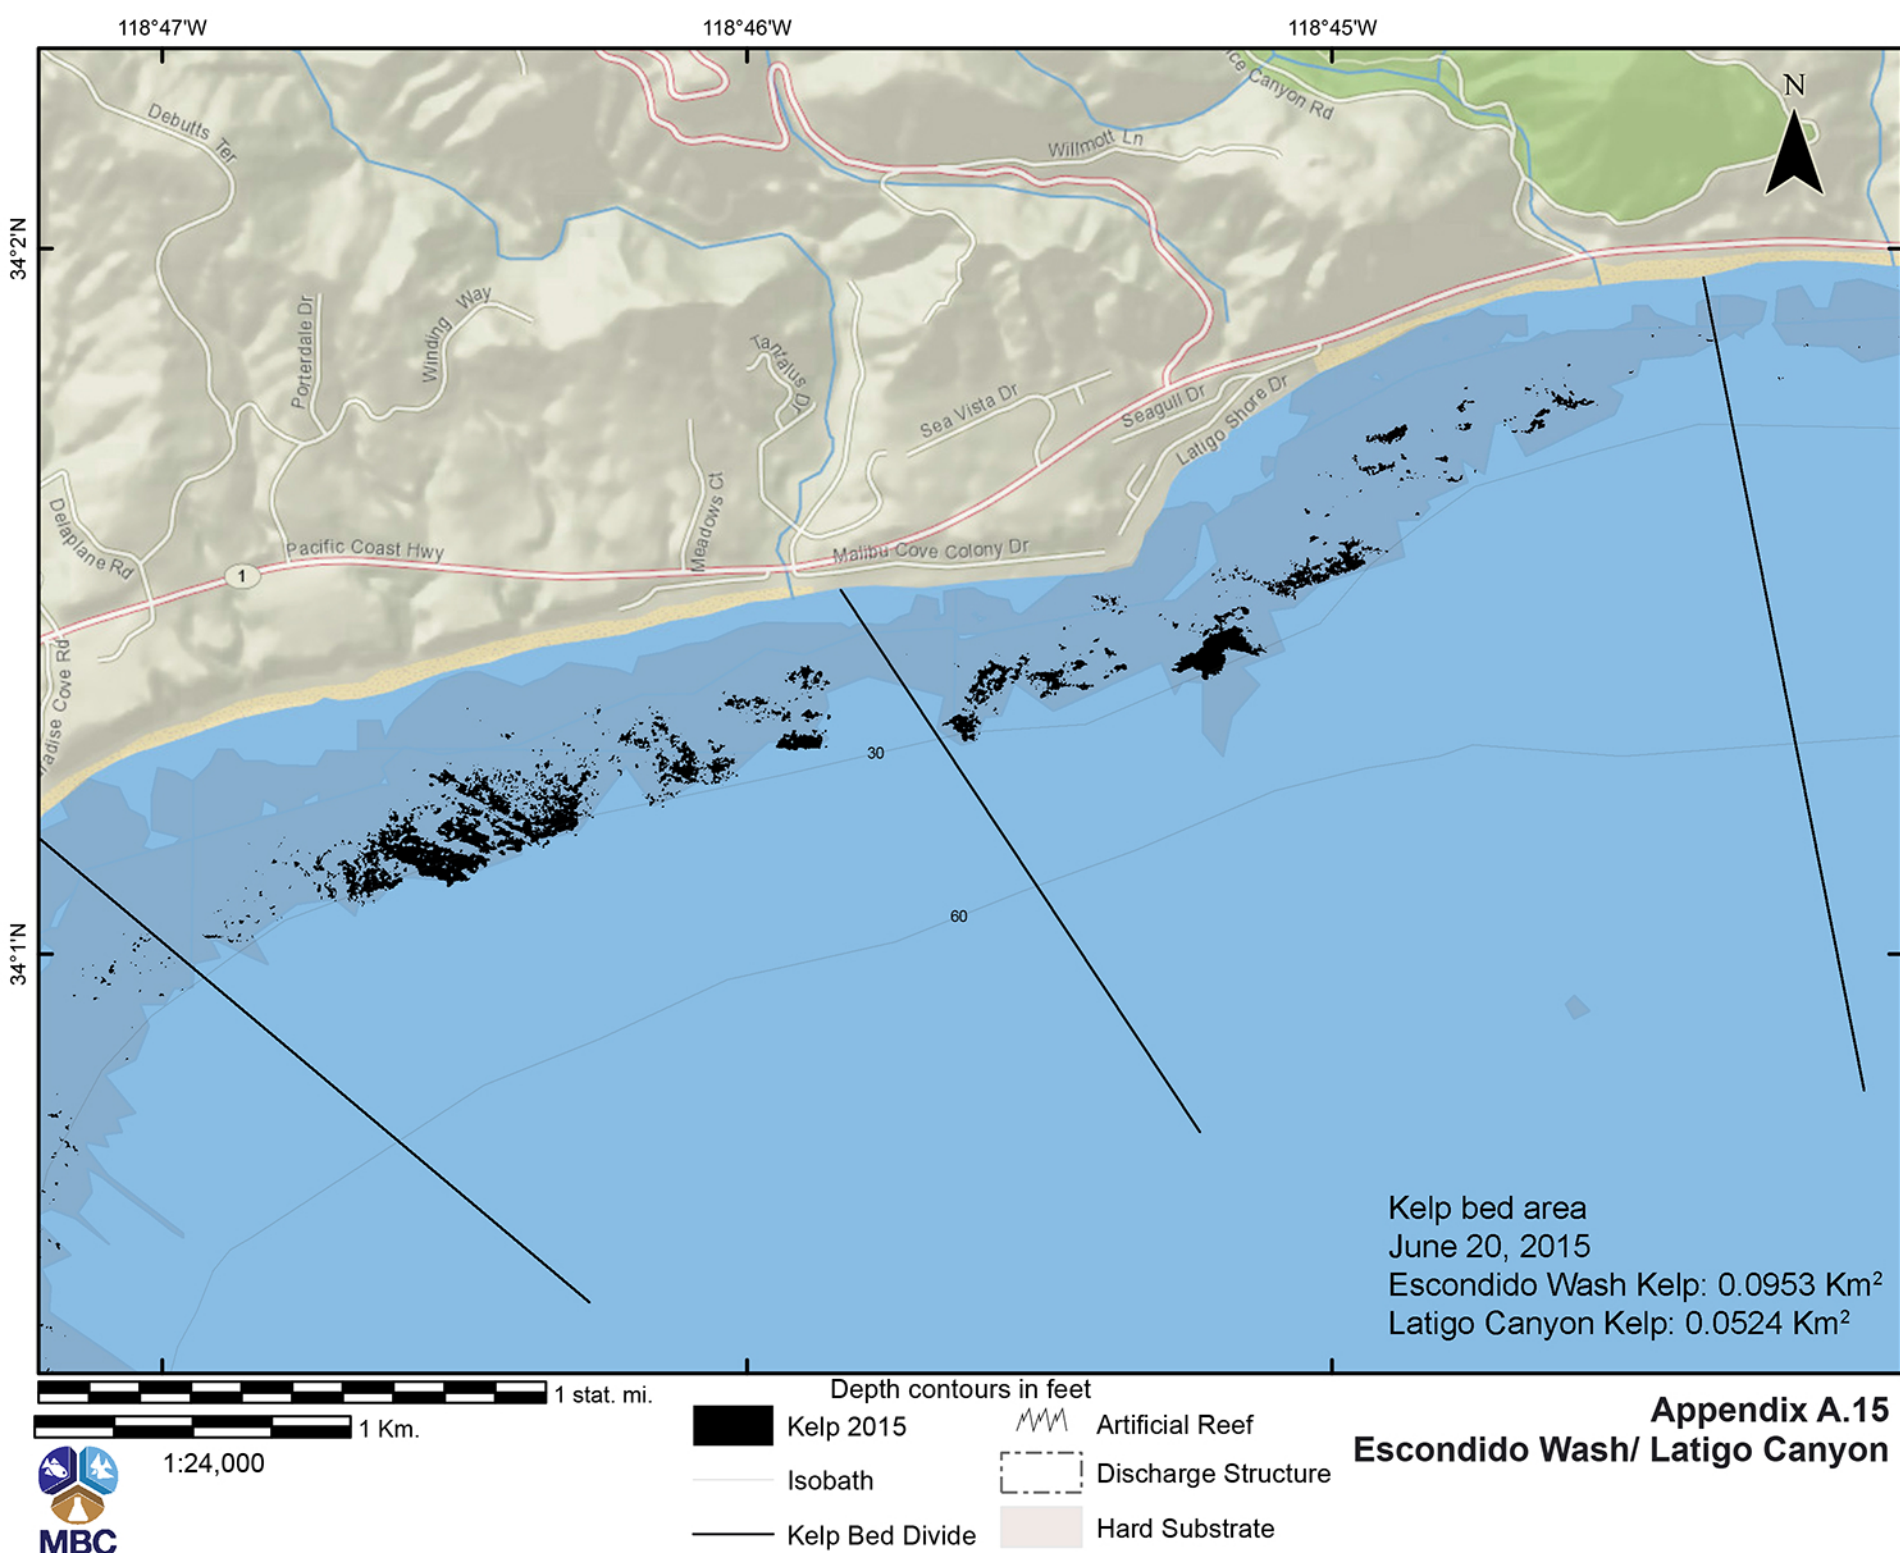 118°47'W
118°46'W
118°45'W
N
34°2'N
34°1'N
Debutts Ter
Canyon Rd
Willmott Ln
Porterdale Dr
Winding Way
Tantalus Dr
Sea Vista Dr
Seagull Dr
Latigo Shore Dr
Delaplane Rd
Meadows Ct
Pacific Coast Hwy
1
Malibu Cove Colony Dr
Cove Rd
30
60
Kelp bed area
June 20, 2015
Escondido Wash Kelp: 0.0953 Km²
Latigo Canyon Kelp: 0.0524 Km²
1 stat. mi.
1 Km.
1:24,000
MBC
Depth contours in feet
Kelp 2015
Isobath
Kelp Bed Divide
Artificial Reef
Discharge Structure
Hard Substrate
Appendix A.15
Escondido Wash/ Latigo Canyon